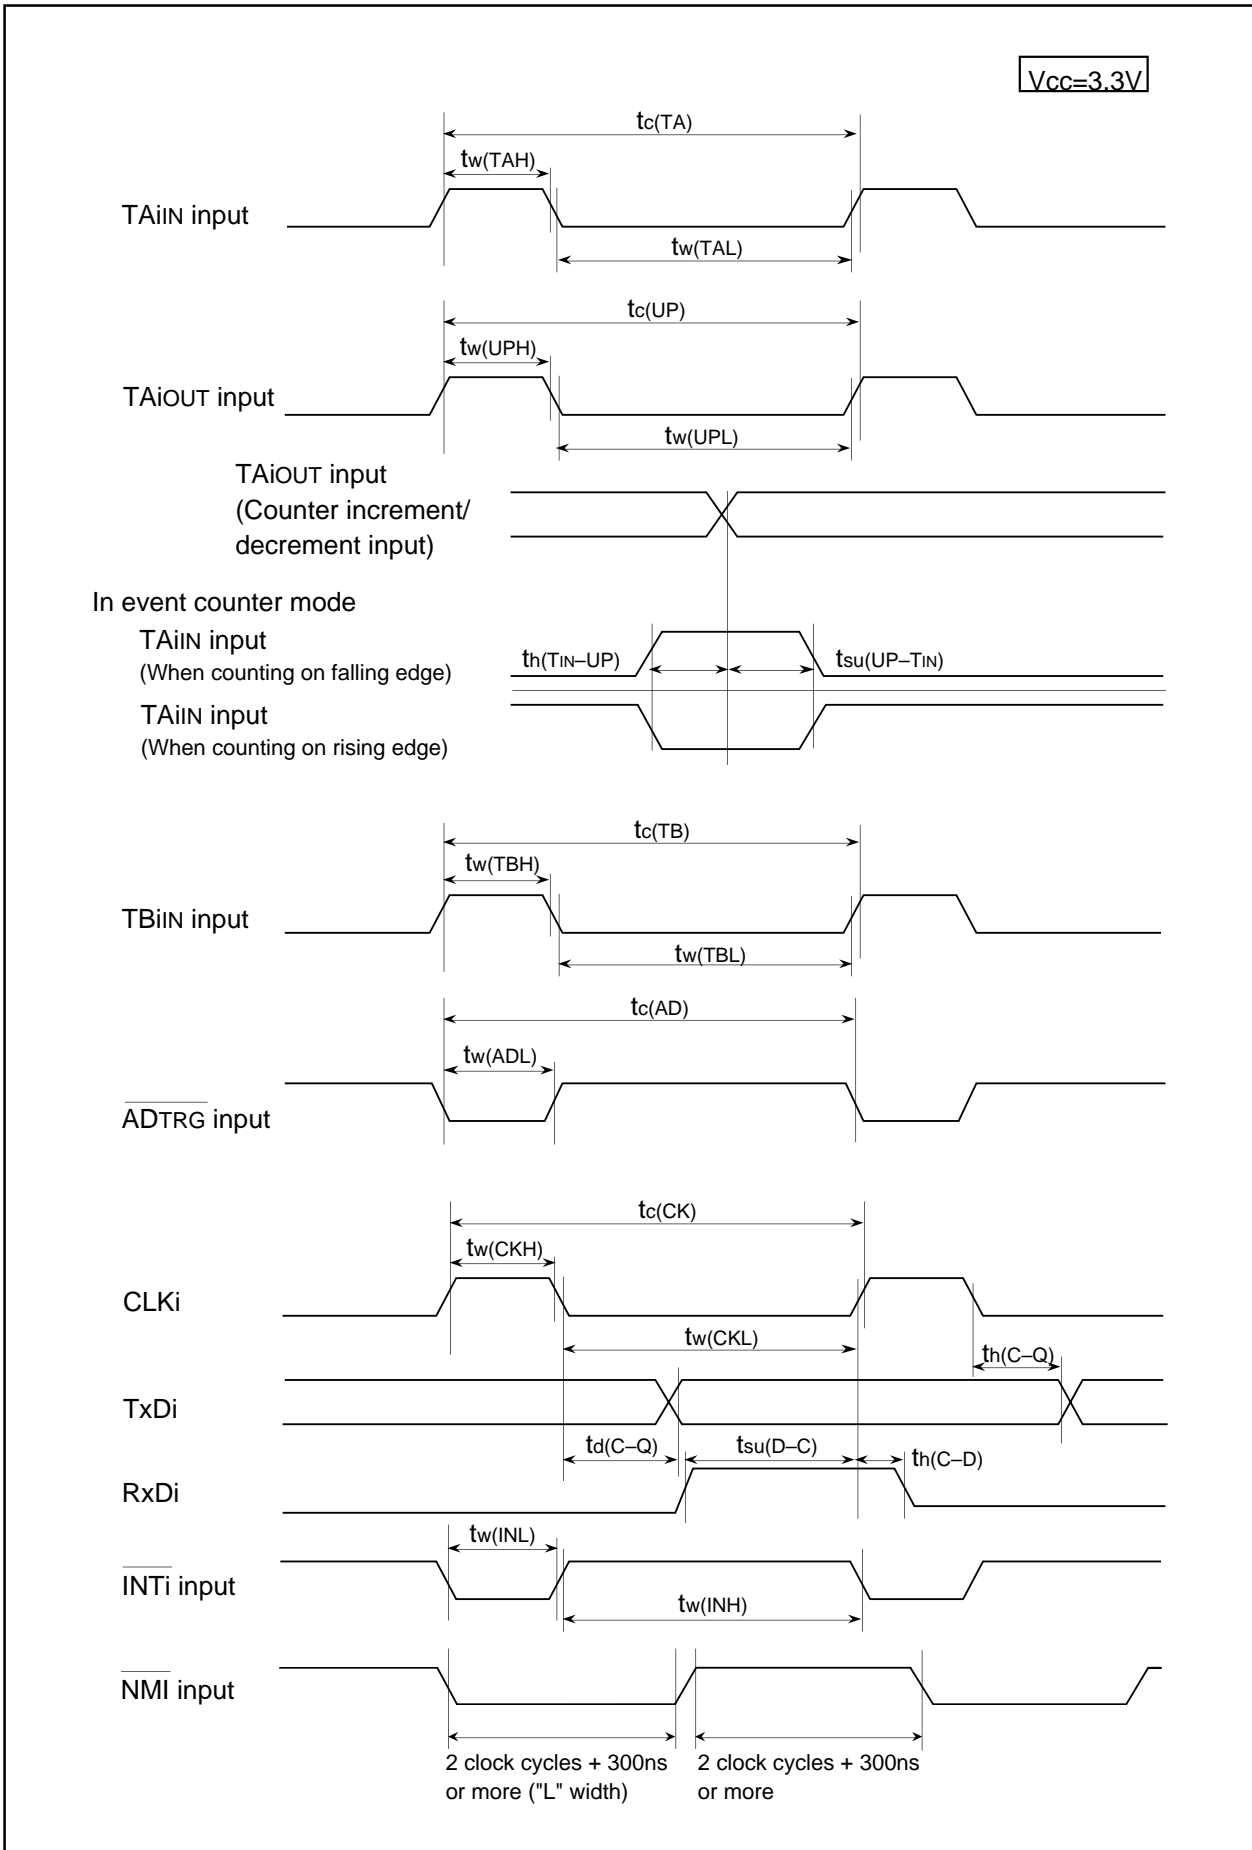 Vcc=3.3V
tc(TA)
tw(TAH)
TAiIN input
tw(TAL)
tc(UP)
tw(UPH)
TAiOUT input
tw(UPL)
TAiOUT input
(Counter increment/
decrement input)
In event counter mode
TAiIN input
(When counting on falling edge)
th(TIN–UP)
tsu(UP–TIN)
TAiIN input
(When counting on rising edge)
tc(TB)
tw(TBH)
TBiIN input
tw(TBL)
tc(AD)
tw(ADL)
ADTRG input
tc(CK)
tw(CKH)
CLKi
tw(CKL)
th(C–Q)
TxDi
td(C–Q)
tsu(D–C)
th(C–D)
RxDi
tw(INL)
INTi input
tw(INH)
NMI input
2 clock cycles + 300ns
or more ("L" width)
2 clock cycles + 300ns
or more